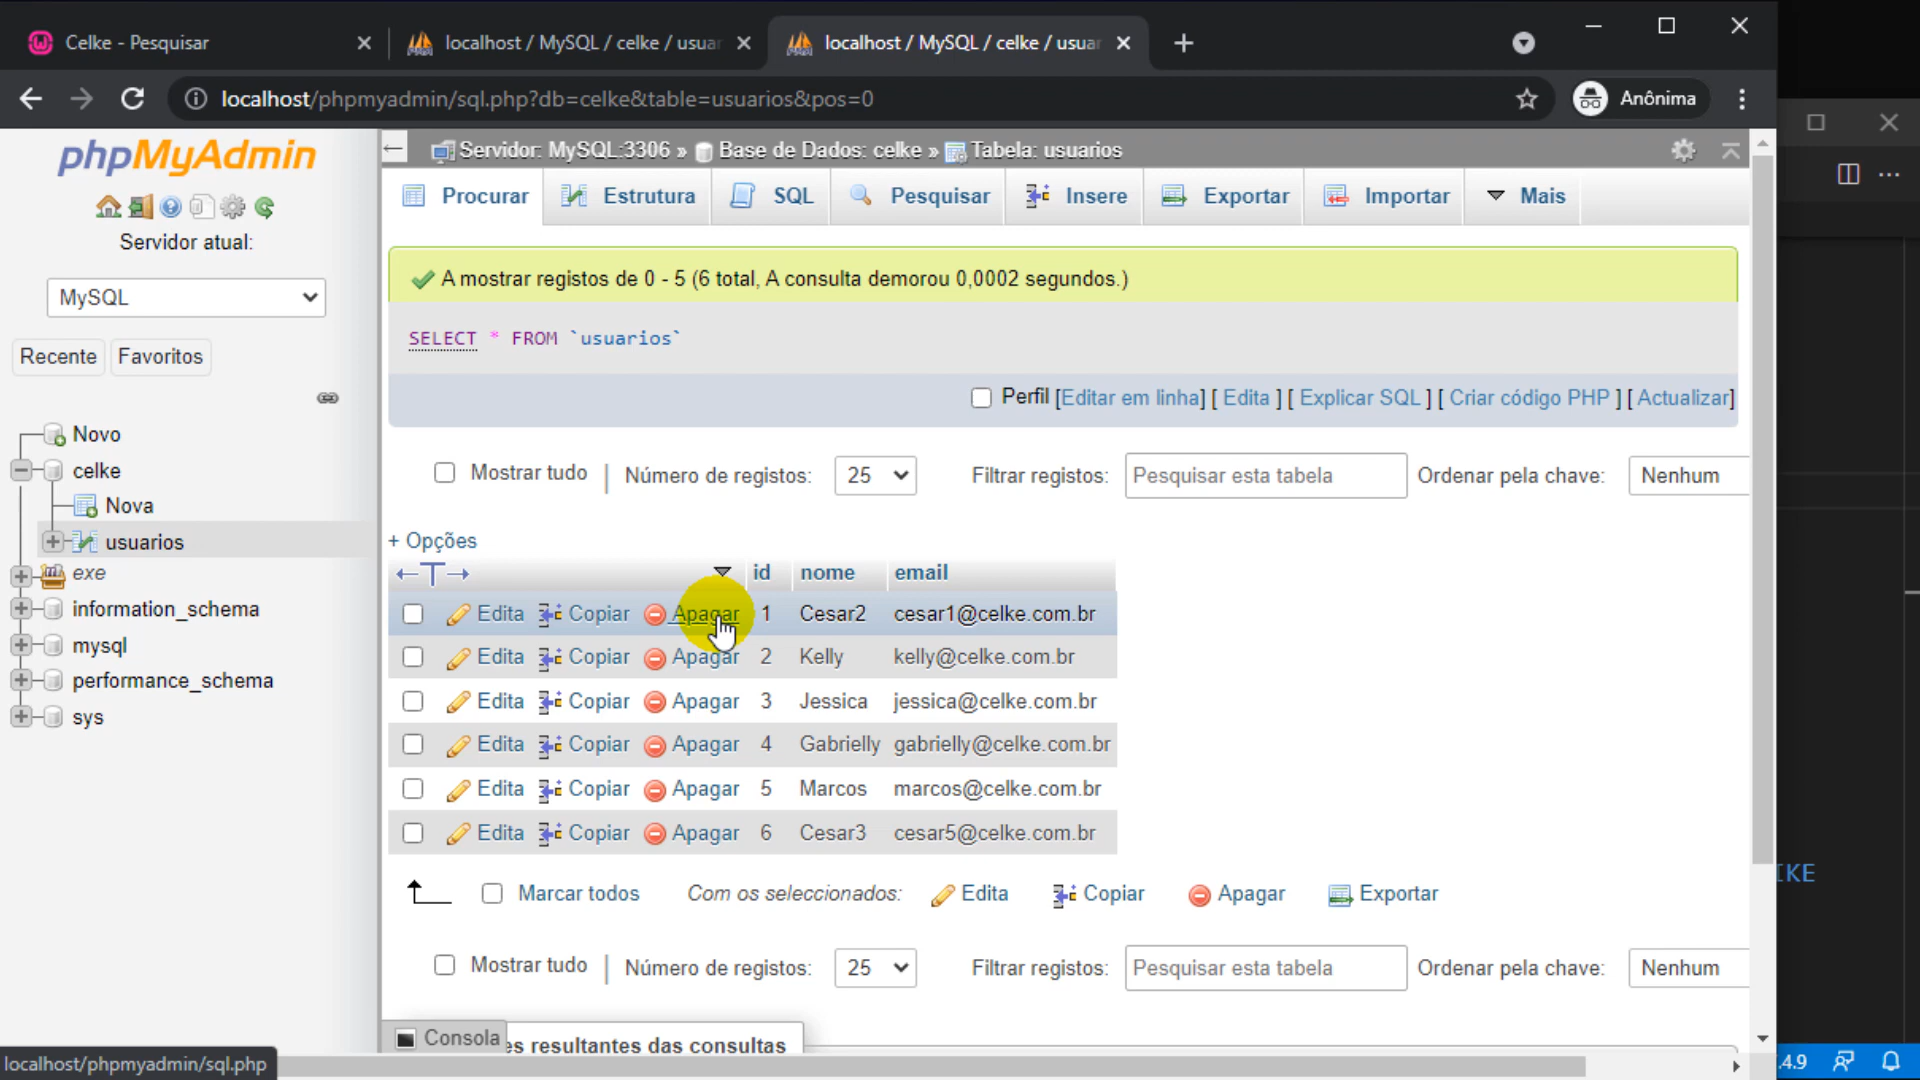 Celke - Pesquisar
localhost / MySQL / celke / usuar
localhost / MySQL / celke / usuar
localhost/phpmyadmin/sql.php?db=celke&table=usuarios&pos=0
Anônima
phpMyAdmin
Servidor atual:
MySQL
Recente
Favoritos
Novo
celke
Nova
usuarios
exe
information_schema
mysql
performance_schema
sys
Servidor: MySQL:3306 » Base de Dados: celke » Tabela: usuarios
Procurar Estrutura SQL Pesquisar Insere Exportar Importar Mais
A mostrar registos de 0 - 5 (6 total, A consulta demorou 0,0002 segundos.)
SELECT * FROM `usuarios`
Perfil [Editar em linha] [ Edita ] [ Explicar SQL ] [ Criar código PHP ] [ Actualizar]
Mostrar tudo | Número de registos: 25 Filtrar registos: Pesquisar esta tabela Ordenar pela chave: Nenhum
+ Opções
←T→ id nome email
Edita Copiar Apagar 1 Cesar2 cesar1@celke.com.br
Edita Copiar Apagar 2 Kelly kelly@celke.com.br
Edita Copiar Apagar 3 Jessica jessica@celke.com.br
Edita Copiar Apagar 4 Gabrielly gabrielly@celke.com.br
Edita Copiar Apagar 5 Marcos marcos@celke.com.br
Edita Copiar Apagar 6 Cesar3 cesar5@celke.com.br
Marcar todos Com os seleccionados: Edita Copiar Apagar Exportar
Mostrar tudo | Número de registos: 25 Filtrar registos: Pesquisar esta tabela Ordenar pela chave: Nenhum
Consola
es resultantes das consultas
localhost/phpmyadmin/sql.php
IKE
.4.9